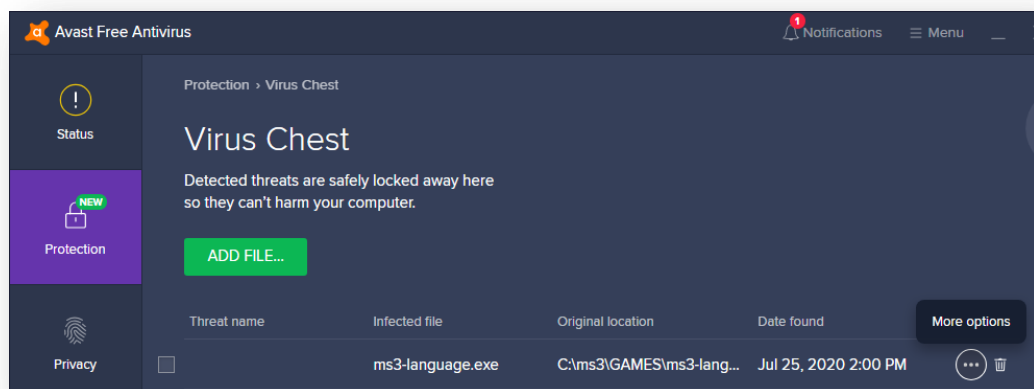 Avast Free Antivirus
1
Notifications
Menu
Protection › Virus Chest
Status
Virus Chest
Detected threats are safely locked away here
so they can't harm your computer.
NEW
Protection
ADD FILE...
Threat name Infected file Original location Date found More options
Privacy
ms3-language.exe C:\ms3\GAMES\ms3-lang... Jul 25, 2020 2:00 PM